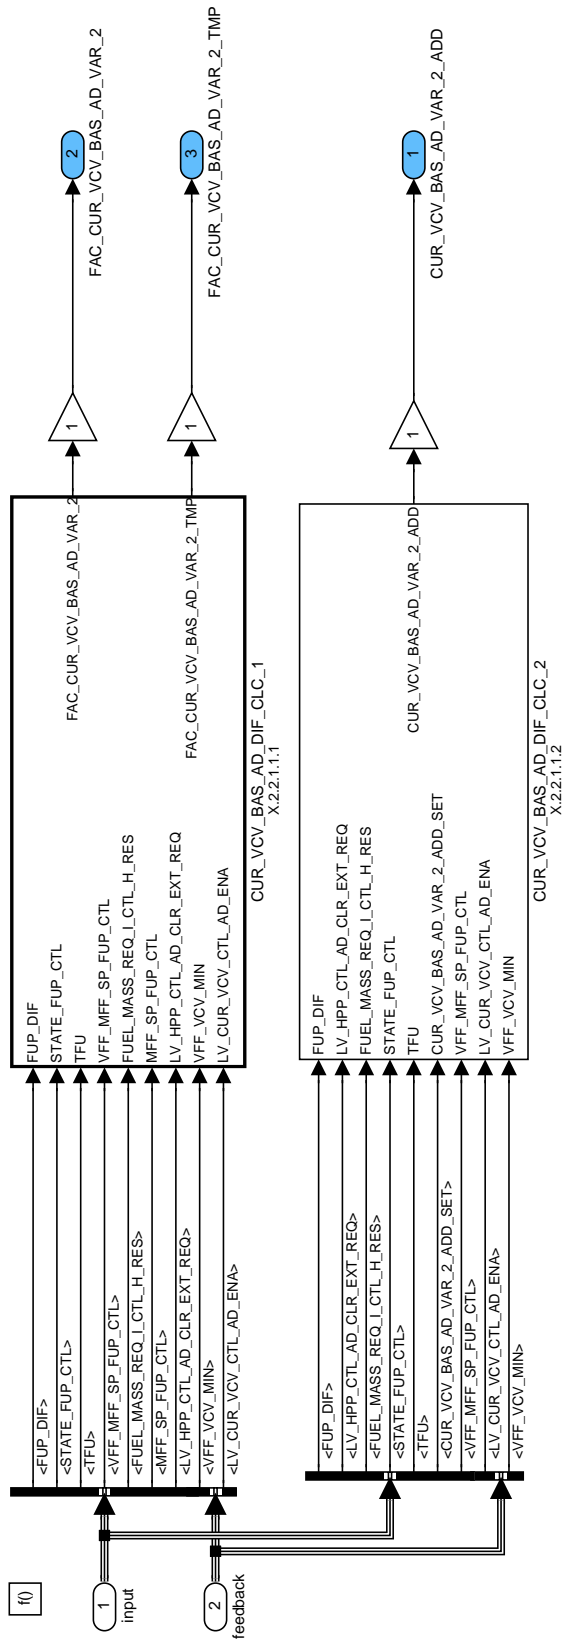 f()
1
input
2
feedback
<FUP_DIF>
<STATE_FUP_CTL>
<TFU>
<VFF_MFF_SP_FUP_CTL>
<FUEL_MASS_REQ_I_CTL_H_RES>
<MFF_SP_FUP_CTL>
<LV_HPP_CTL_AD_CLR_EXT_REQ>
<VFF_VCV_MIN>
<LV_CUR_VCV_CTL_AD_ENA>
FUP_DIF
STATE_FUP_CTL
TFU
VFF_MFF_SP_FUP_CTL
FUEL_MASS_REQ_I_CTL_H_RES
MFF_SP_FUP_CTL
LV_HPP_CTL_AD_CLR_EXT_REQ
VFF_VCV_MIN
LV_CUR_VCV_CTL_AD_ENA
FAC_CUR_VCV_BAS_AD_VAR_2
FAC_CUR_VCV_BAS_AD_VAR_2_TMP
CUR_VCV_BAS_AD_DIF_CLC_1
X.2.2.1.1.1
1
1
2
FAC_CUR_VCV_BAS_AD_VAR_2
3
FAC_CUR_VCV_BAS_AD_VAR_2_TMP
<FUP_DIF>
<LV_HPP_CTL_AD_CLR_EXT_REQ>
<FUEL_MASS_REQ_I_CTL_H_RES>
<STATE_FUP_CTL>
<TFU>
<CUR_VCV_BAS_AD_VAR_2_ADD_SET>
<VFF_MFF_SP_FUP_CTL>
<LV_CUR_VCV_CTL_AD_ENA>
<VFF_VCV_MIN>
FUP_DIF
LV_HPP_CTL_AD_CLR_EXT_REQ
FUEL_MASS_REQ_I_CTL_H_RES
STATE_FUP_CTL
TFU
CUR_VCV_BAS_AD_VAR_2_ADD_SET
VFF_MFF_SP_FUP_CTL
LV_CUR_VCV_CTL_AD_ENA
VFF_VCV_MIN
CUR_VCV_BAS_AD_VAR_2_ADD
CUR_VCV_BAS_AD_DIF_CLC_2
X.2.2.1.1.2
1
1
CUR_VCV_BAS_AD_VAR_2_ADD